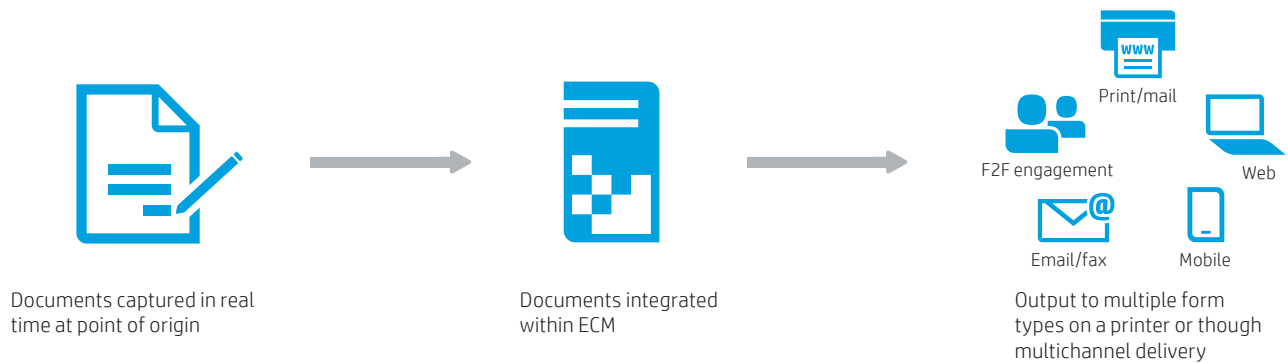 Documents captured in real
time at point of origin
Documents integrated
within ECM
www
Print/mail
F2F engagement
Web
@
Email/fax
Mobile
Output to multiple form
types on a printer or though
multichannel delivery